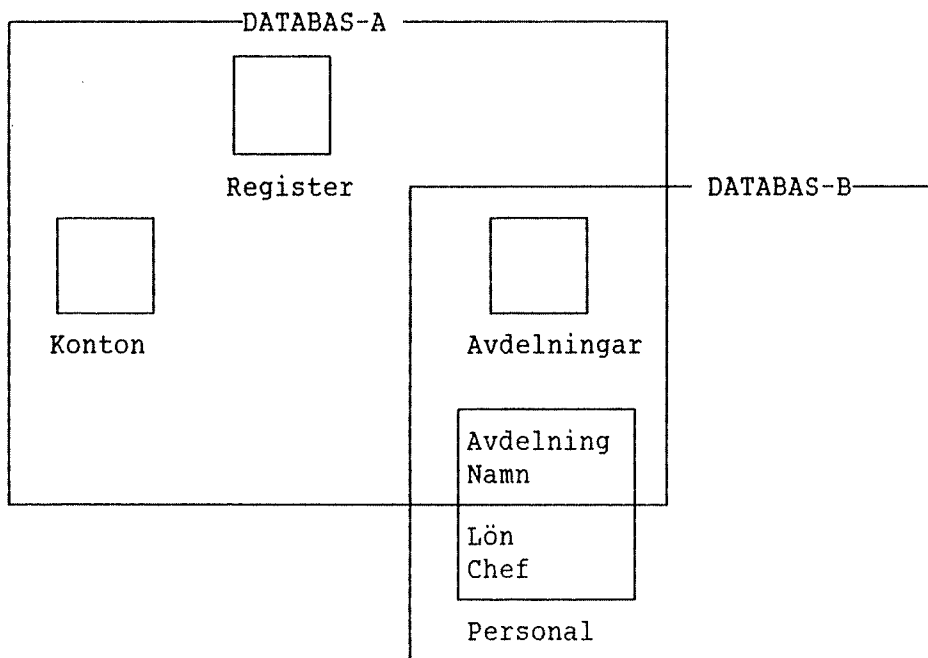 DATABAS-A
Register
DATABAS-B
Konton
Avdelningar
Avdelning
Namn
Lön
Chef
Personal